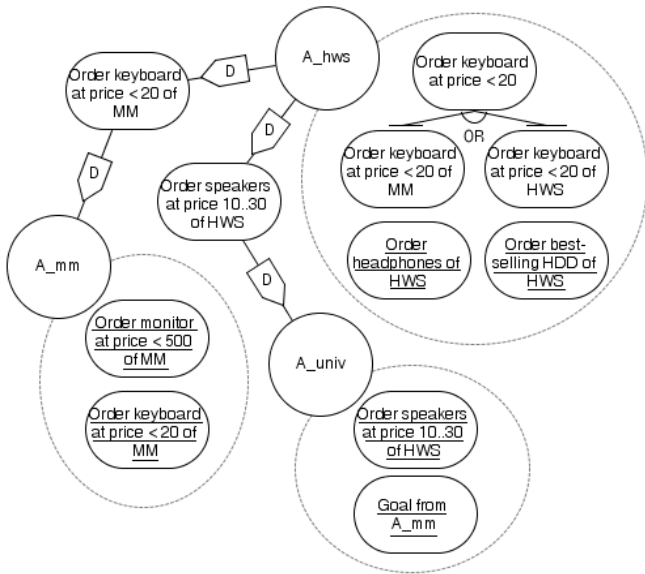 A_hws
D
Order keyboard
at price < 20 of
MM
D
Order keyboard
at price < 20
OR
Order keyboard
at price < 20 of
MM
Order keyboard
at price < 20 of
HWS
D
Order speakers
at price 10..30
of HWS
Order
headphones of
HWS
Order best-
selling HDD of
HWS
A_mm
D
Order monitor
at price < 500
of MM
Order keyboard
at price < 20 of
MM
A_univ
Order speakers
at price 10..30
of HWS
Goal from
A_mm